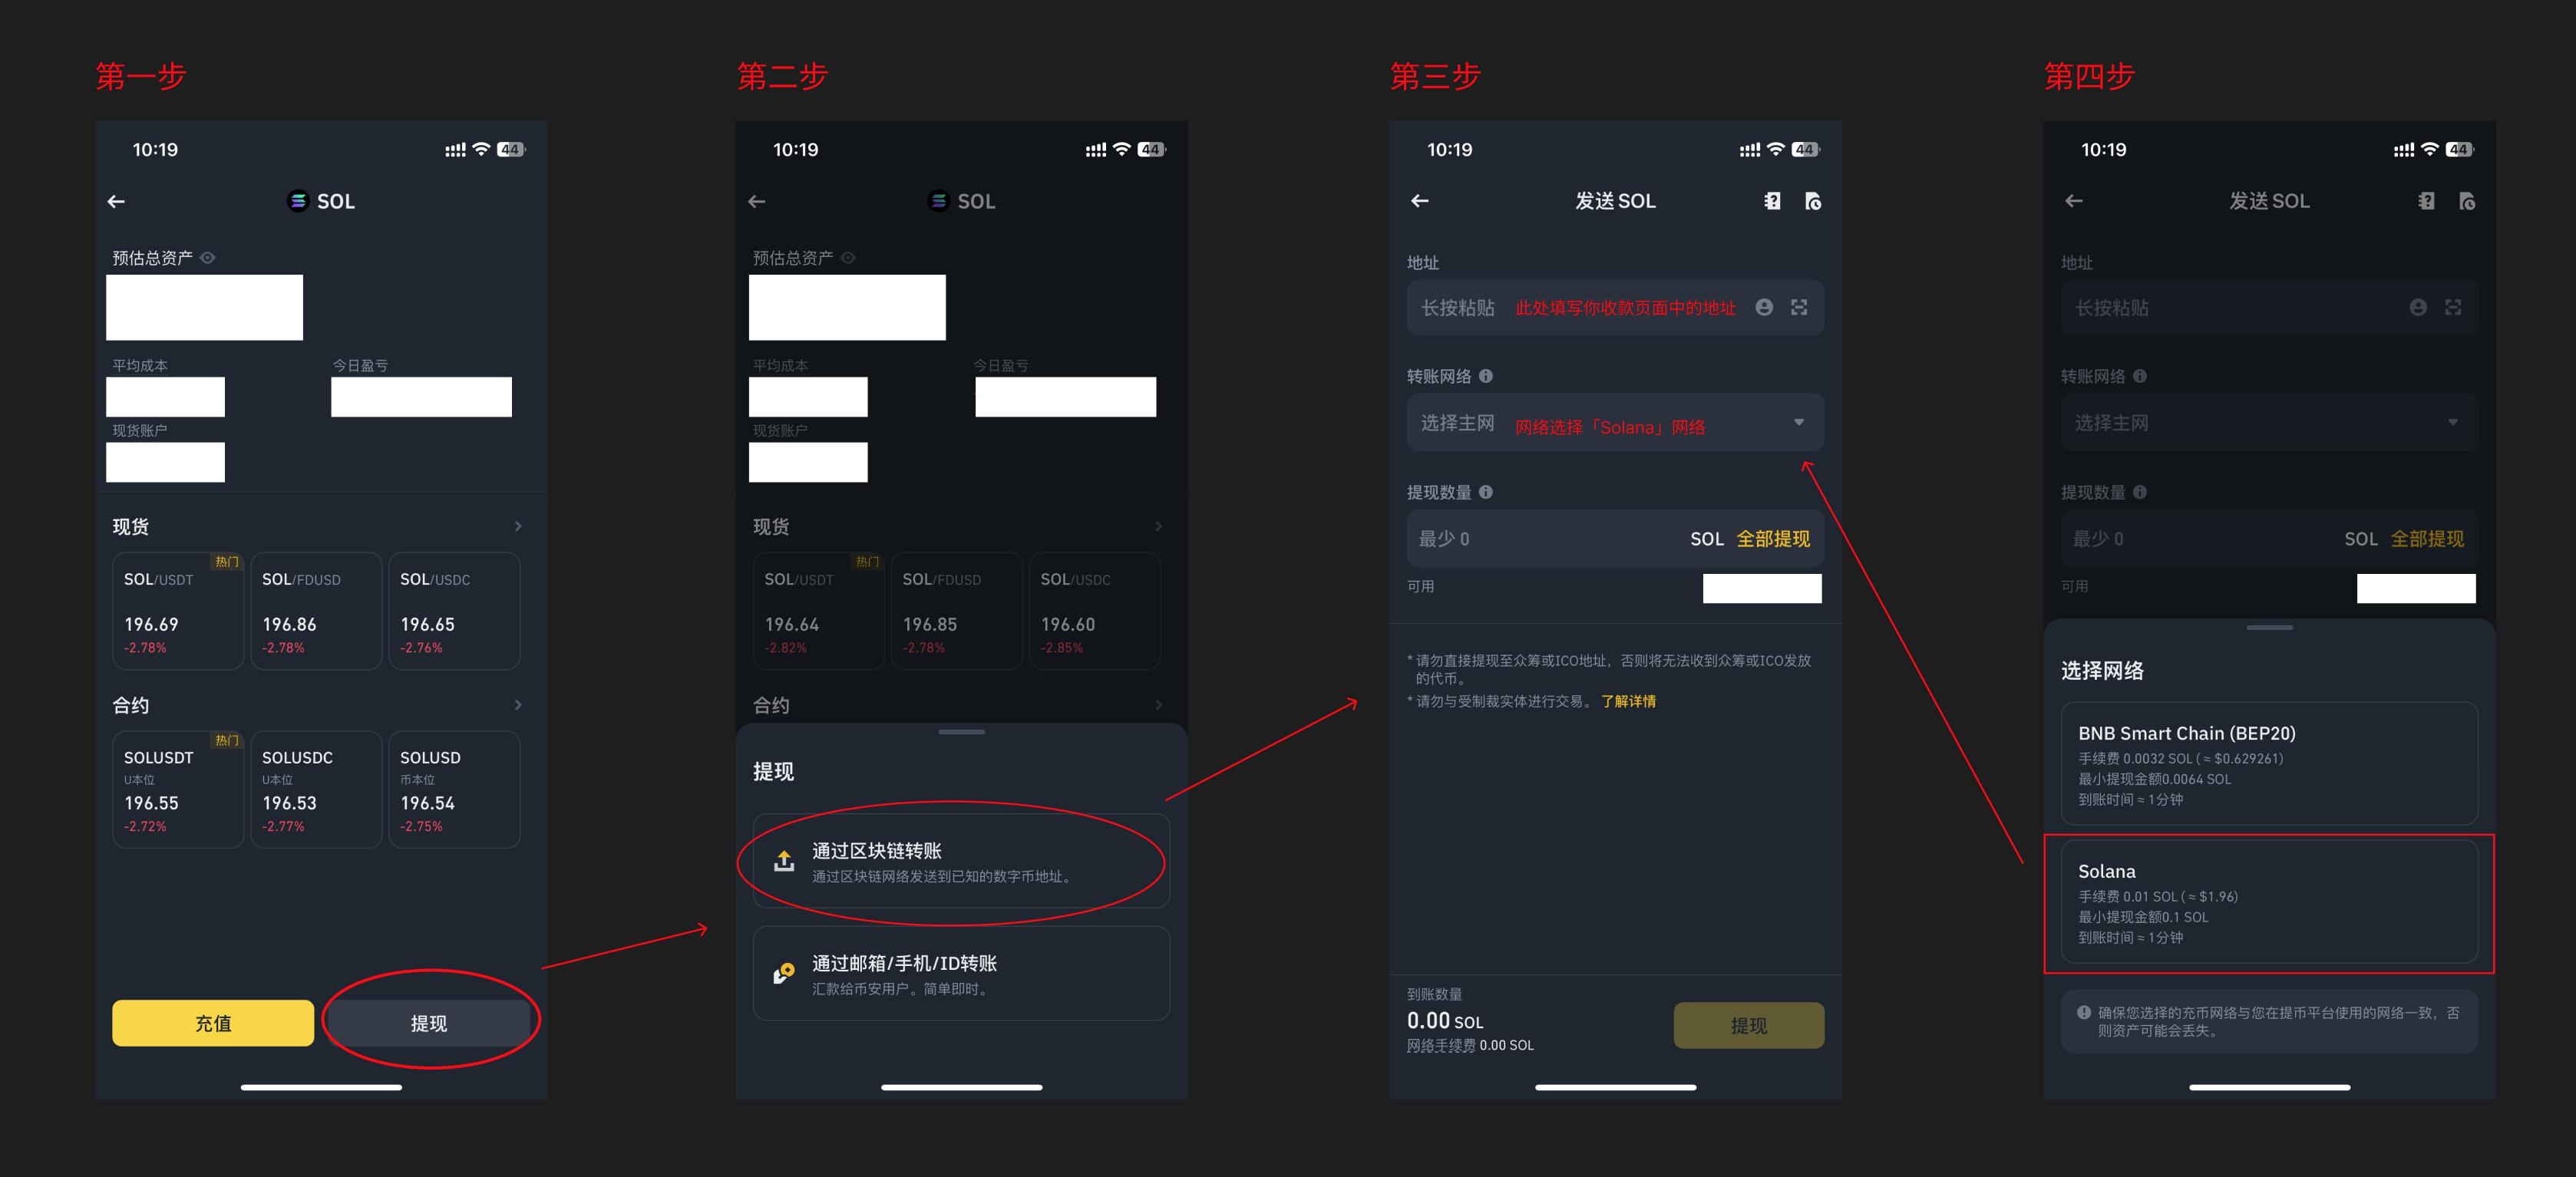 第一步
10:19
44
SOL
预估总资产
平均成本
今日盈亏
现货账户
现货
热门
SOL/USDT
196.69
-2.78%
SOL/FDUSD
196.86
-2.78%
SOL/USDC
196.65
-2.76%
合约
热门
SOLUSDT
U本位
196.55
-2.72%
SOLUSDC
U本位
196.53
-2.77%
SOLUSD
币本位
196.54
-2.75%
充值
提现
第二步
10:19
44
SOL
预估总资产
平均成本
今日盈亏
现货账户
现货
热门
SOL/USDT
196.64
-2.82%
SOL/FDUSD
196.85
-2.78%
SOL/USDC
196.60
-2.85%
合约
提现
通过区块链转账
通过区块链网络发送到已知的数字币地址。
通过邮箱/手机/ID转账
汇款给币安用户。简单即时。
第三步
10:19
44
发送 SOL
地址
长按粘贴 此处填写你收款页面中的地址
转账网络
选择主网 网络选择「Solana」网络
提现数量
最少 0 SOL 全部提现
可用
* 请勿直接提现至众筹或ICO地址，否则将无法收到众筹或ICO发放
的代币。
* 请勿与受制裁实体进行交易。 了解详情
到账数量
0.00 SOL
网络手续费 0.00 SOL
提现
第四步
10:19
44
发送 SOL
地址
长按粘贴
转账网络
选择主网
提现数量
最少 0 SOL 全部提现
可用
选择网络
BNB Smart Chain (BEP20)
手续费 0.0032 SOL (≈ $0.629261)
最小提现金额0.0064 SOL
到账时间 ≈ 1分钟
Solana
手续费 0.01 SOL (≈ $1.96)
最小提现金额0.1 SOL
到账时间 ≈ 1分钟
确保您选择的充币网络与您在提币平台使用的网络一致，否
则资产可能会丢失。